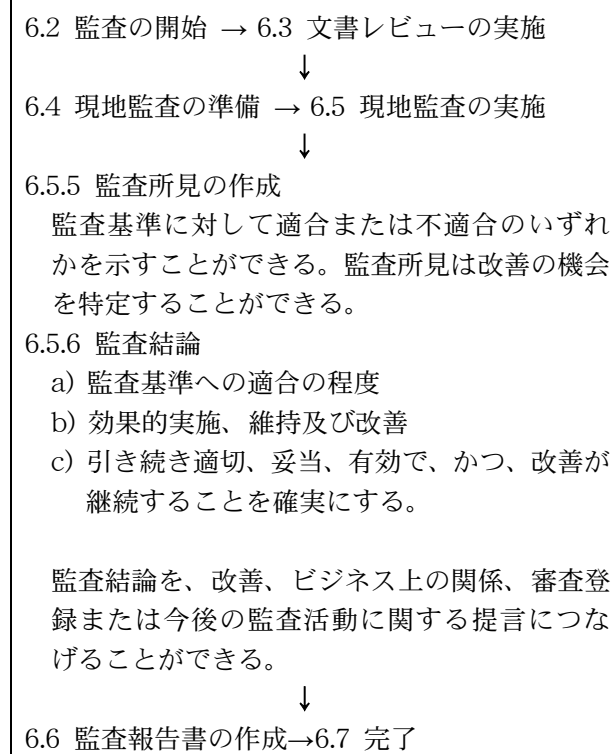 6.2 監査の開始 → 6.3 文書レビューの実施
↓
6.4 現地監査の準備 → 6.5 現地監査の実施
↓
6.5.5 監査所見の作成
監査基準に対して適合または不適合のいずれ
かを示すことができる。監査所見は改善の機会
を特定することができる。
6.5.6 監査結論
a) 監査基準への適合の程度
b) 効果的実施、維持及び改善
c) 引き続き適切、妥当、有効で、かつ、改善が
継続することを確実にする。
監査結論を、改善、ビジネス上の関係、審査登
録または今後の監査活動に関する提言につな
げることができる。
↓
6.6 監査報告書の作成→6.7 完了